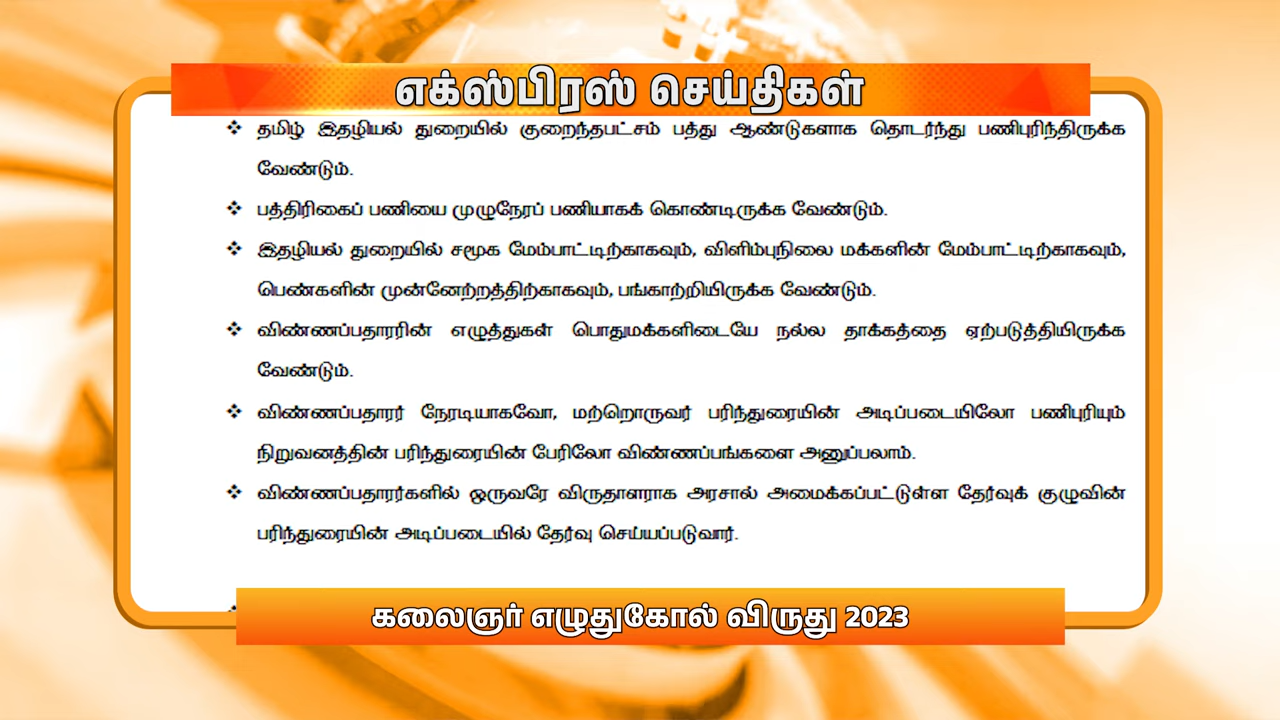 எக்ஸ்பிரஸ் செய்திகள்
❖ தமிழ் இதழியல் துறையில் குறைந்தபட்சம் பத்து ஆண்டுகளாக தொடர்ந்து பணிபுரிந்திருக்க
வேண்டும்.
❖ பத்திரிகைப் பணியை முழுநேரப் பணியாகக் கொண்டிருக்க வேண்டும்.
❖ இதழியல் துறையில் சமூக மேம்பாட்டிற்காகவும், விளிம்புநிலை மக்களின் மேம்பாட்டிற்காகவும்,
பெண்களின் முன்னேற்றத்திற்காகவும், பங்காற்றியிருக்க வேண்டும்.
❖ விண்ணப்பதாரரின் எழுத்துகள் பொதுமக்களிடையே நல்ல தாக்கத்தை ஏற்படுத்தியிருக்க
வேண்டும்.
❖ விண்ணப்பதாரர் நேரடியாகவோ, மற்றொருவர் பரிந்துரையின் அடிப்படையிலோ பணிபுரியும்
நிறுவனத்தின் பரிந்துரையின் பேரிலோ விண்ணப்பங்களை அனுப்பலாம்.
❖ விண்ணப்பதாரர்களில் ஒருவரே விருதாளராக அரசால் அமைக்கப்பட்டுள்ள தேர்வுக் குழுவின்
பரிந்துரையின் அடிப்படையில் தேர்வு செய்யப்படுவார்.
கலைஞர் எழுதுகோல் விருது 2023